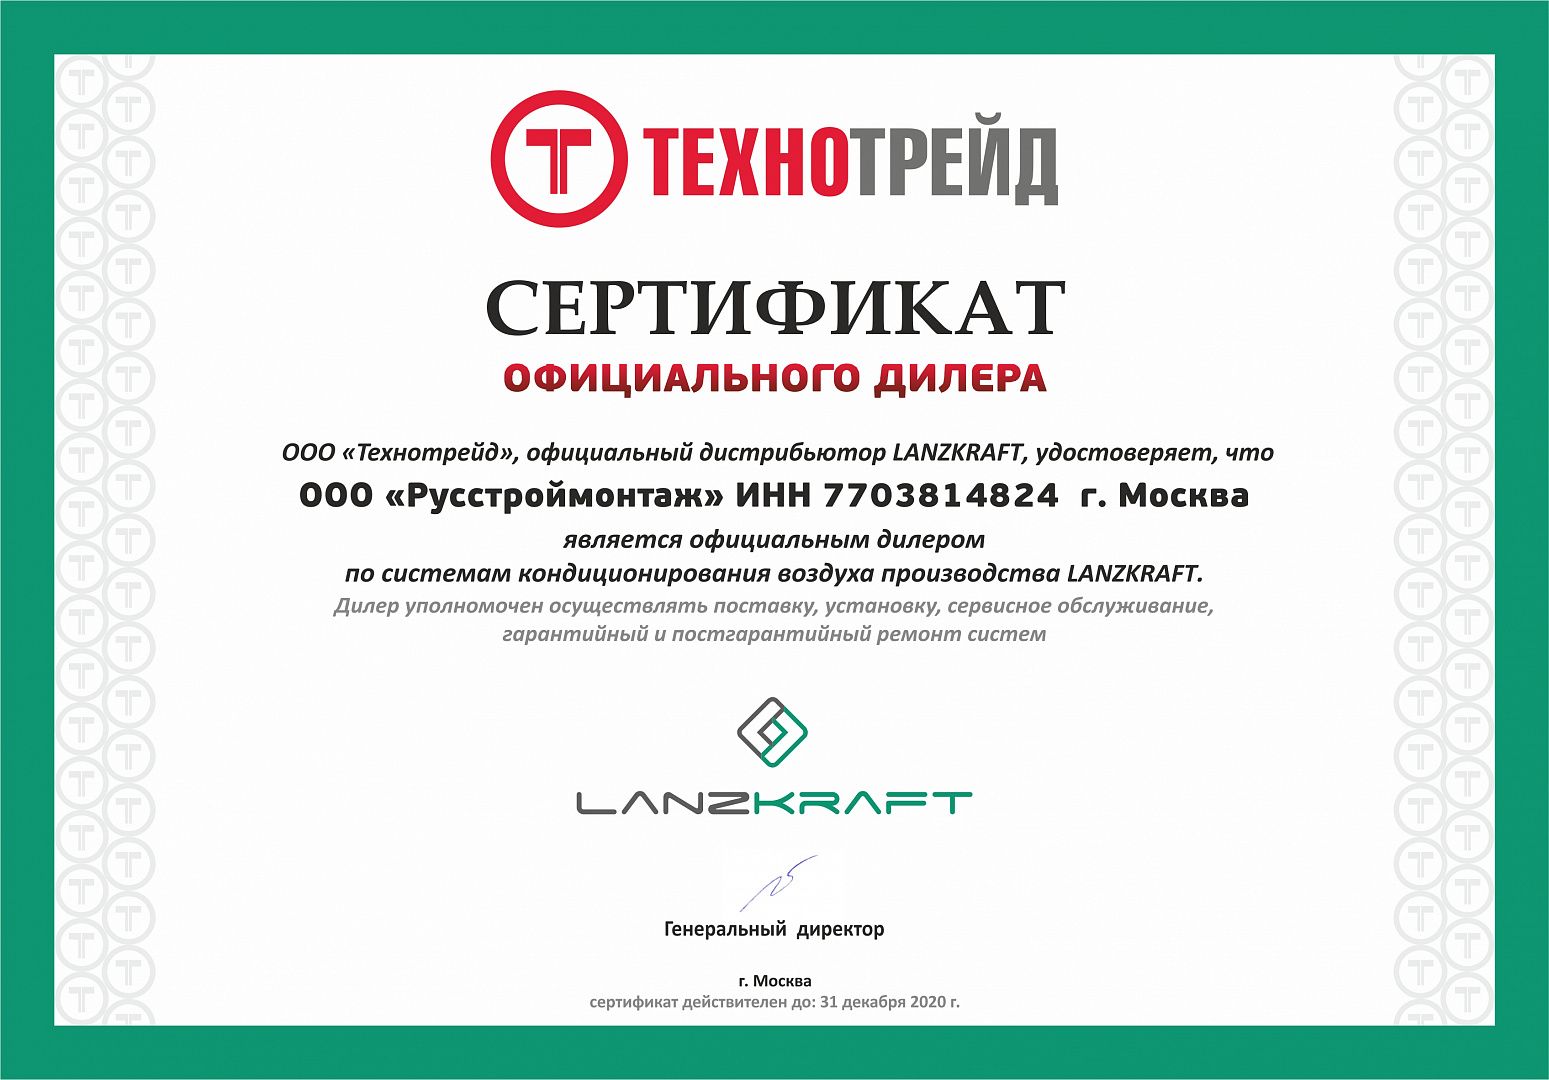 ТЕХНОТРЕЙД
СЕРТИФИКАТ
ОФИЦИАЛЬНОГО ДИЛЕРА
ООО «Технотрейд», официальный дистрибьютор LANZKRAFT, удостоверяет, что
ООО «Русстроймонтаж» ИНН 7703814824 г. Москва
является официальным дилером
по системам кондиционирования воздуха производства LANZKRAFT.
Дилер уполномочен осуществлять поставку, установку, сервисное обслуживание,
гарантийный и постгарантийный ремонт систем
LANZKRAFT
Генеральный директор
г. Москва
сертификат действителен до: 31 декабря 2020 г.